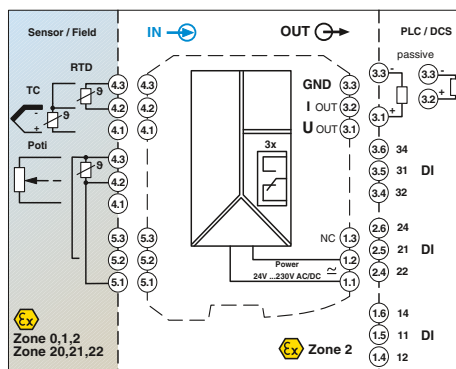 Sensor / Field
IN
OUT
PLC / DCS
RTD
passive
TC
ϑ
4.3 4.3
GND 3.3
3.3 -
3.3 -
-
ϑ
4.2 4.2
I OUT 3.2
3.2 +
+
4.1 4.1
U OUT 3.1
3.1 +
Poti
3x
3.6 34
4.3 4.3
ϑ
3.5 31 DI
4.2 4.2
3.4 32
4.1 4.1
2.6 24
5.3 5.3
NC 1.3
2.5 21 DI
5.2 5.2
Power 1.2
2.4 22
24V ...230V AC/DC
5.1 5.1
1.1
1.6 14
Ex
Zone 0,1,2
Zone 20,21,22
Ex Zone 2
1.5 11 DI
1.4 12